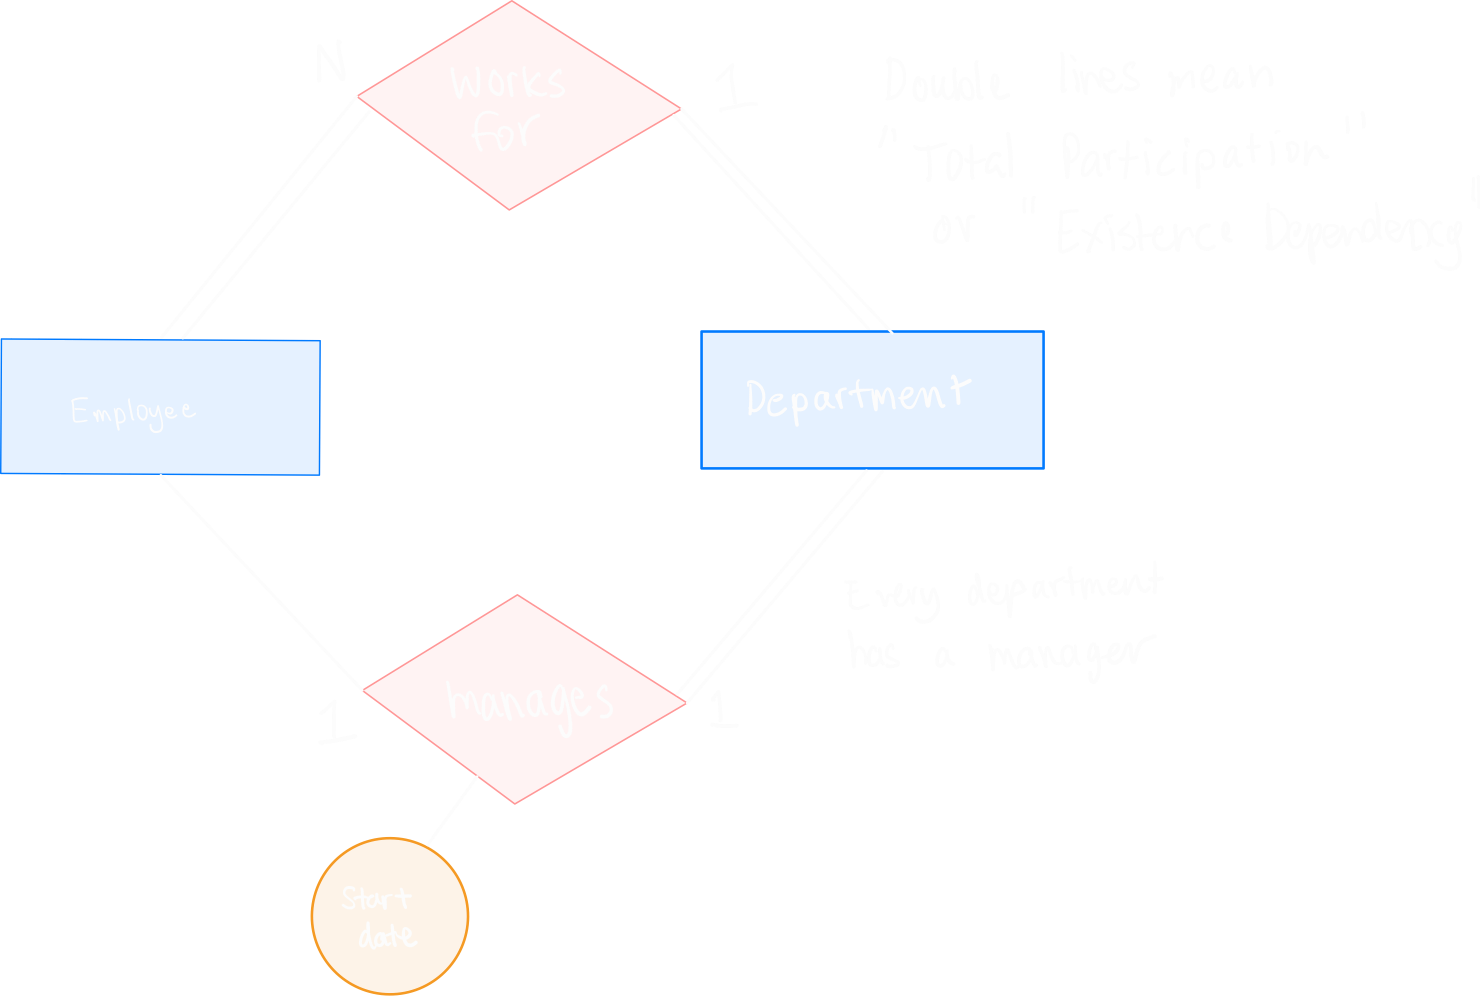 N
Works
for
1
Double lines mean
"Total Participation"
or "Existence Dependency"
Employee
Department
Every department
has a manager
1
manages
1
Start
date